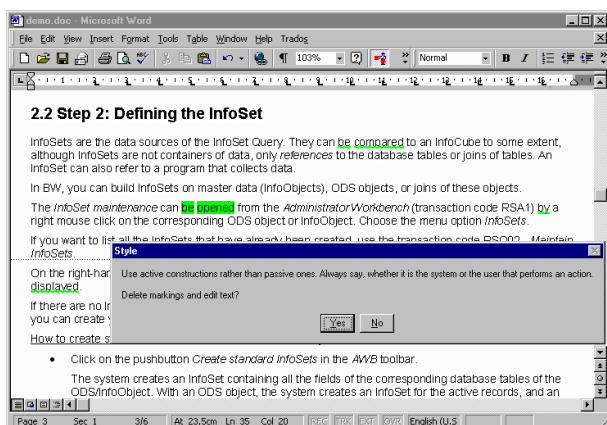 demo.doc - Microsoft Word
File Edit View Insert Format Tools Table Window Help Trados
103% Normal B I
2.2 Step 2: Defining the InfoSet
InfoSets are the data sources of the InfoSet Query. They can be compared to an InfoCube to some extent,
although InfoSets are not containers of data, only references to the database tables or joins of tables. An
InfoSet can also refer to a program that collects data.
In BW, you can build InfoSets on master data (InfoObjects), ODS objects, or joins of these objects.
The InfoSet maintenance can be opened from the AdministratorWorkbench (transaction code RSA1) by a
right mouse click on the corresponding ODS object or InfoObject. Choose the menu option InfoSets.
If you want to list all the InfoSets that have already been created, use the transaction code RSQ02 Maintain
InfoSets.
Style
On the right-har
Use active constructions rather than passive ones. Always say, whether it is the system or the user that performs an action.
displayed.
Delete markings and edit text?
If there are no Ir
you can create
Yes No
How to create s
• Click on the pushbutton Create standard InfoSets in the AWB toolbar.
The system creates an InfoSet containing all the fields of the corresponding database tables of the
ODS/InfoObject. With an ODS object, the system creates an InfoSet for the active records, and an
Page 3 Sec 1 3/6 At 23,5cm Ln 35 Col 20 REC TRK EXT OVR English (U.S